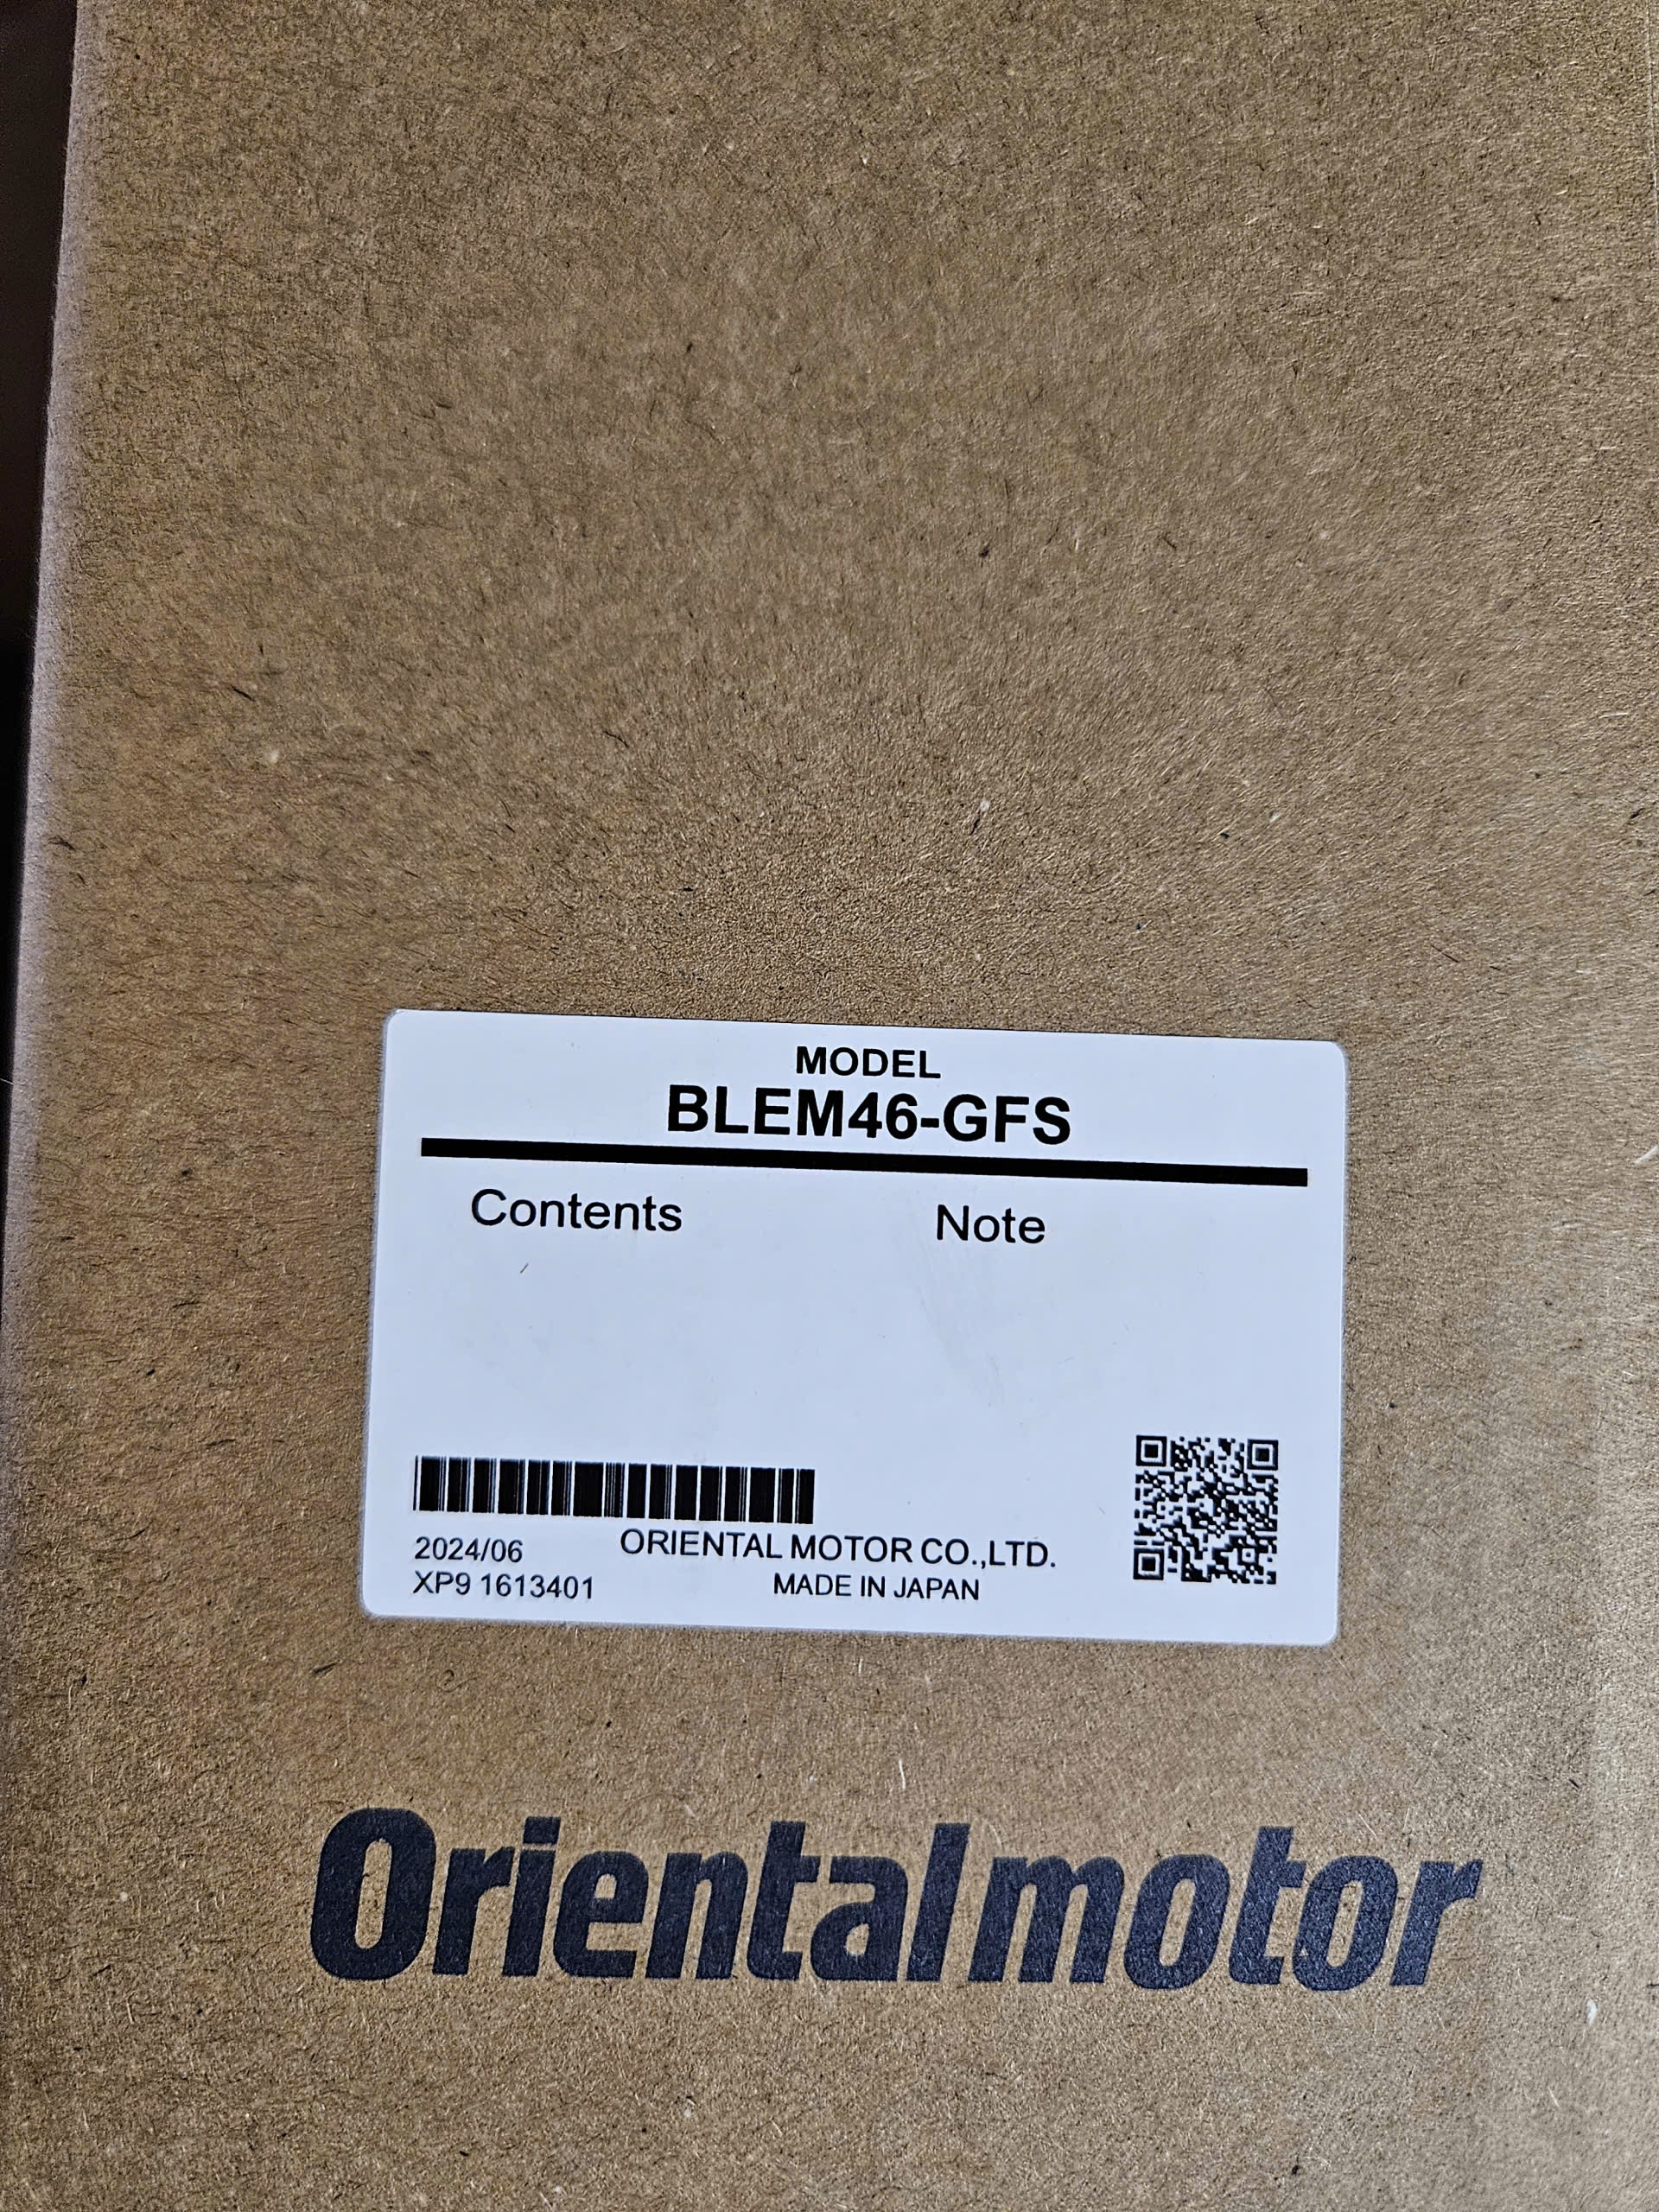 MODEL
BLEM46-GFS
Contents Note
2024/06 ORIENTAL MOTOR CO.,LTD.
XP9 1613401 MADE IN JAPAN
Orientalmotor